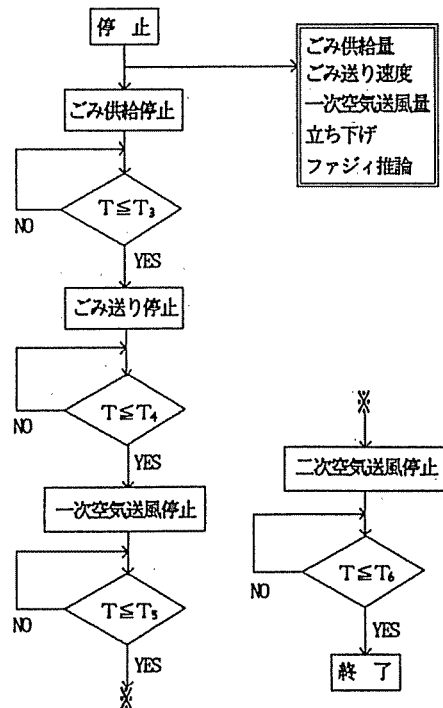 停 止
ごみ供給量
ごみ送り速度
一次空気送風量
立ち下げ
ファジィ推論
ごみ供給停止
T≦T₃
NO
YES
ごみ送り停止
T≦T₄
NO
YES
一次空気送風停止
T≦T₅
NO
YES
※
※
二次空気送風停止
T≦T₆
NO
YES
終 了